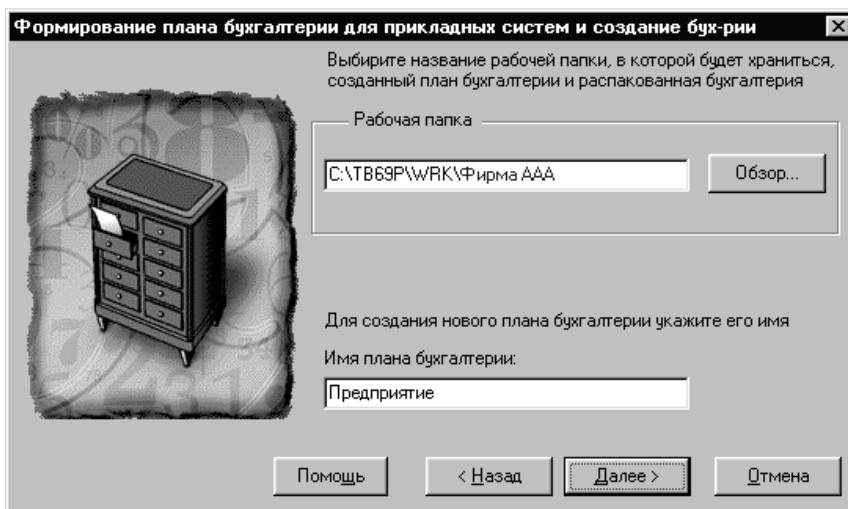 Формирование плана бухгалтерии для прикладных систем и создание бух-рии
Выбирите название рабочей папки, в которой будет храниться,
созданный план бухгалтерии и распакованная бухгалтерия
Рабочая папка
C:\TB69P\WRK\Фирма ААА
Обзор...
Для создания нового плана бухгалтерии укажите его имя
Имя плана бухгалтерии:
Предприятие
Помощь
< Назад
Далее >
Отмена